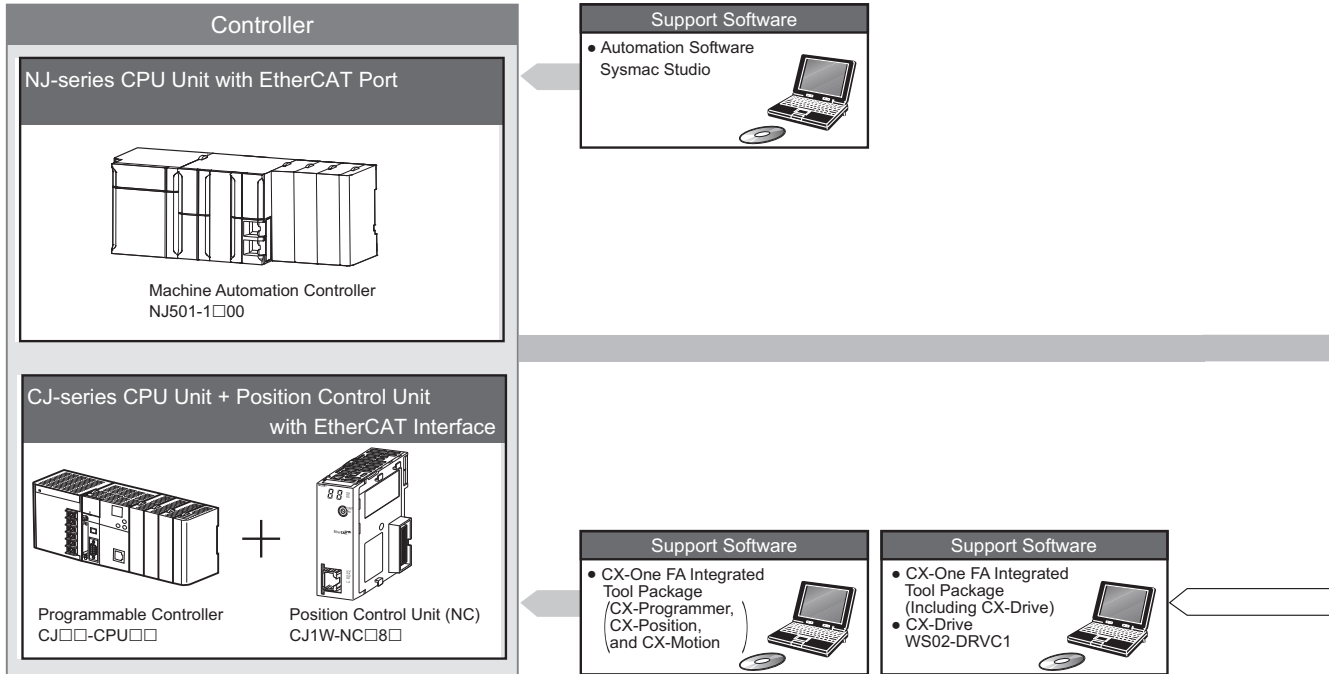 Controller
NJ-series CPU Unit with EtherCAT Port
Machine Automation Controller
NJ501-1□00
Support Software
● Automation Software
Sysmac Studio
CJ-series CPU Unit + Position Control Unit
with EtherCAT Interface
Programmable Controller
CJ□□-CPU□□
+
Position Control Unit (NC)
CJ1W-NC□8□
Support Software
● CX-One FA Integrated
Tool Package
(CX-Programmer,
CX-Position,
and CX-Motion)
Support Software
● CX-One FA Integrated
Tool Package
(Including CX-Drive)
● CX-Drive
WS02-DRVC1